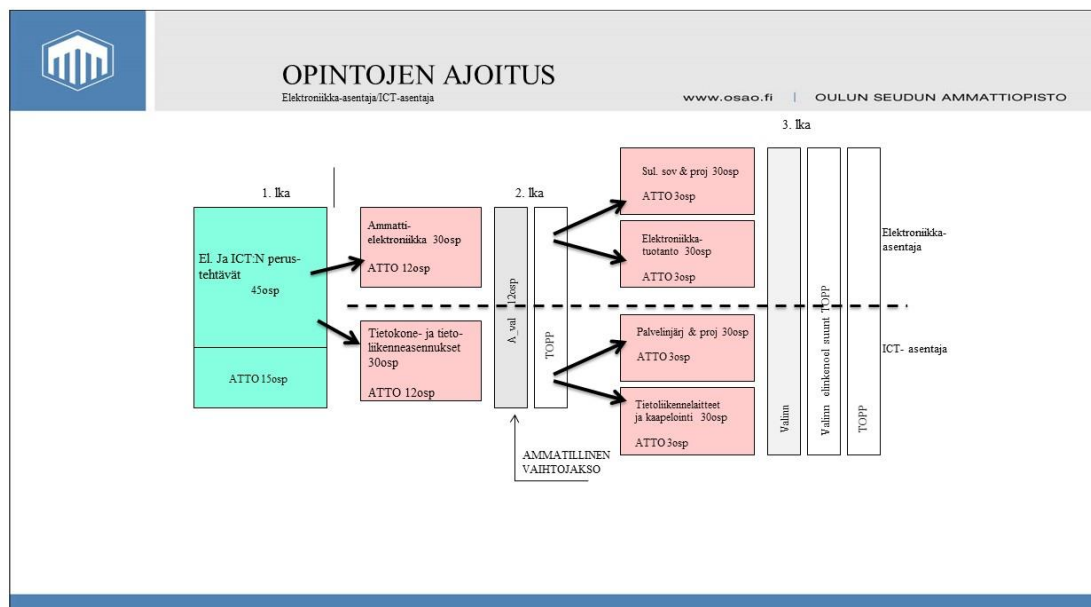 OPINTOJEN AJOITUS
Elektroniikka-asentaja/ICT-asentaja
www.osao.fi | OULUN SEUDUN AMMATTIOPISTO
1. lka
El. Ja ICT:N perus-
tehtävät
45osp
ATTO 15osp
Ammatti-
elektroniikka 30osp
ATTO 12osp
Tietokone- ja tieto-
liikenneasennukset
30osp
ATTO 12osp
2. lka
A_val 12osp
TOPP
AMMATILLINEN
VAIHTOJAKSO
3. lka
Sul. sov & proj 30osp
ATTO 3osp
Elektroniikka-
tuotanto 30osp
ATTO 3osp
Palvelinjärj & proj 30osp
ATTO 3osp
Tietoliikennelaitteet
ja kaapelointi 30osp
ATTO 3osp
Valinn
Valinn elinkenoel suunt TOPP
TOPP
Elektroniikka-
asentaja
ICT- asentaja